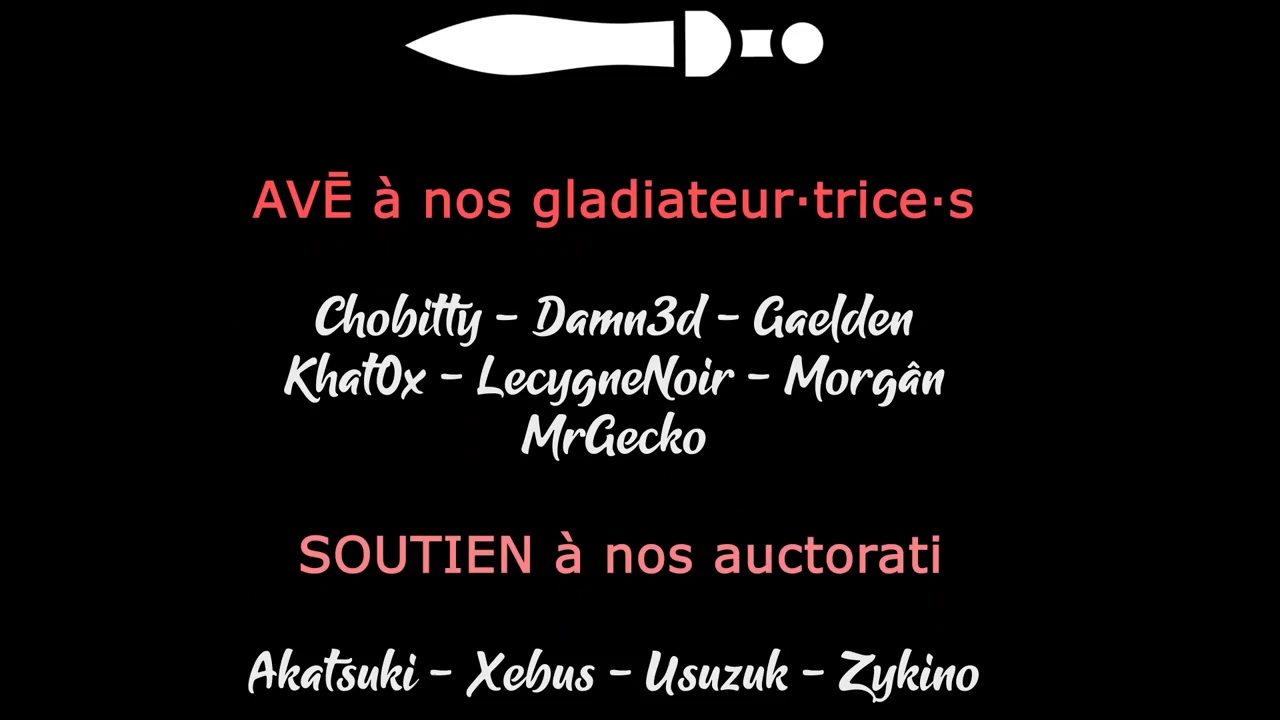 AVĒ à nos gladiateur·trice·s
Chobitty - Damn3d - Gaelden
Khat0x - LecygneNoir - Morgân
MrGecko
SOUTIEN à nos auctorati
Akatsuki - Xebus - Usuzuk - Zykino